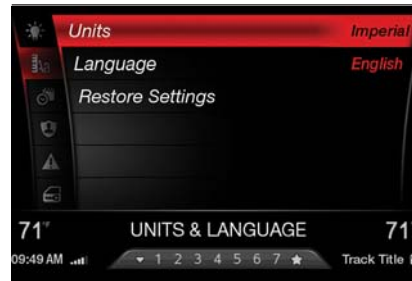 Units Imperial
Language English
Restore Settings
71°F UNITS & LANGUAGE 71
09:49 AM 1 2 3 4 5 6 7 Track Title